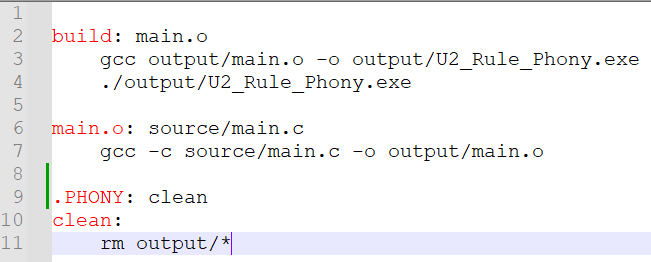 1
2 build: main.o
3     gcc output/main.o -o output/U2_Rule_Phony.exe
4     ./output/U2_Rule_Phony.exe
5
6 main.o: source/main.c
7     gcc -c source/main.c -o output/main.o
8
9 .PHONY: clean
10 clean:
11     rm output/*